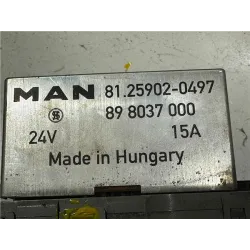 MAN 81.25902-0497
89 8037 000
24V 15A
Made in Hungary